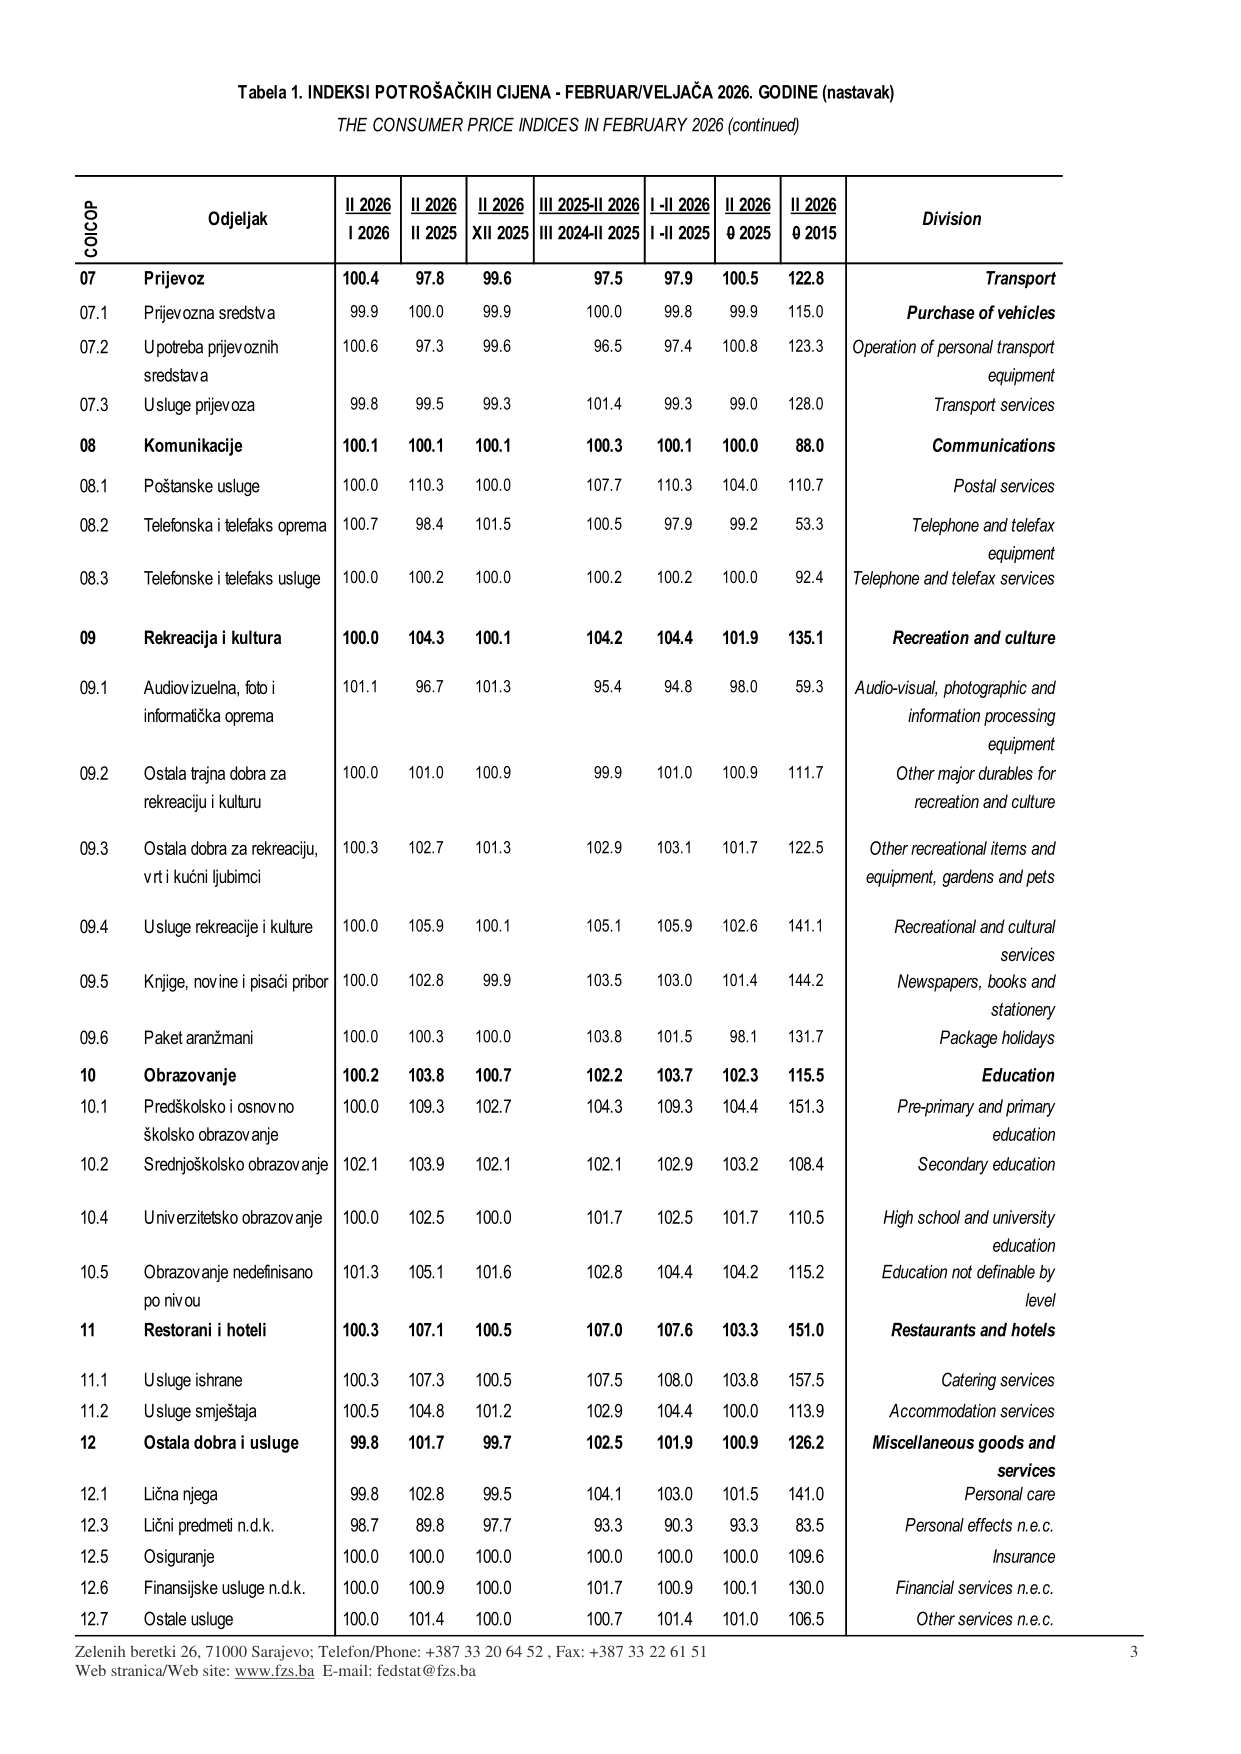 Tabela 1. INDEKSI POTROŠAČKIH CIJENA - FEBRUAR/VELJAČA 2026. GODINE (nastavak)
THE CONSUMER PRICE INDICES IN FEBRUARY 2026 (continued)
COICOP Odjeljak II 2026 II 2026 II 2026 III 2025-II 2026 I -II 2026 II 2026 II 2026 Division
I 2026 II 2025 XII 2025 III 2024-II 2025 I -II 2025 0 2025 0 2015
07 Prijevoz 100.4 97.8 99.6 97.5 97.9 100.5 122.8 Transport
07.1 Prijevozna sredstva 99.9 100.0 99.9 100.0 99.8 99.9 115.0 Purchase of vehicles
07.2 Upotreba prijevoznih 100.6 97.3 99.6 96.5 97.4 100.8 123.3 Operation of personal transport
sredstava equipment
07.3 Usluge prijevoza 99.8 99.5 99.3 101.4 99.3 99.0 128.0 Transport services
08 Komunikacije 100.1 100.1 100.1 100.3 100.1 100.0 88.0 Communications
08.1 Poštanske usluge 100.0 110.3 100.0 107.7 110.3 104.0 110.7 Postal services
08.2 Telefonska i telefaks oprema 100.7 98.4 101.5 100.5 97.9 99.2 53.3 Telephone and telefax
equipment
08.3 Telefonske i telefaks usluge 100.0 100.2 100.0 100.2 100.2 100.0 92.4 Telephone and telefax services
09 Rekreacija i kultura 100.0 104.3 100.1 104.2 104.4 101.9 135.1 Recreation and culture
09.1 Audiovizuelna, foto i 101.1 96.7 101.3 95.4 94.8 98.0 59.3 Audio-visual, photographic and
informatička oprema information processing
equipment
09.2 Ostala trajna dobra za 100.0 101.0 100.9 99.9 101.0 100.9 111.7 Other major durables for
rekreaciju i kulturu recreation and culture
09.3 Ostala dobra za rekreaciju, 100.3 102.7 101.3 102.9 103.1 101.7 122.5 Other recreational items and
vrt i kućni ljubimci equipment, gardens and pets
09.4 Usluge rekreacije i kulture 100.0 105.9 100.1 105.1 105.9 102.6 141.1 Recreational and cultural
services
09.5 Knjige, novine i pisaći pribor 100.0 102.8 99.9 103.5 103.0 101.4 144.2 Newspapers, books and
stationery
09.6 Paket aranžmani 100.0 100.3 100.0 103.8 101.5 98.1 131.7 Package holidays
10 Obrazovanje 100.2 103.8 100.7 102.2 103.7 102.3 115.5 Education
10.1 Predškolsko i osnovno 100.0 109.3 102.7 104.3 109.3 104.4 151.3 Pre-primary and primary
školsko obrazovanje education
10.2 Srednjoškolsko obrazovanje 102.1 103.9 102.1 102.1 102.9 103.2 108.4 Secondary education
10.4 Univerzitetsko obrazovanje 100.0 102.5 100.0 101.7 102.5 101.7 110.5 High school and university
education
10.5 Obrazovanje nedefinisano 101.3 105.1 101.6 102.8 104.4 104.2 115.2 Education not definable by
po nivou level
11 Restorani i hoteli 100.3 107.1 100.5 107.0 107.6 103.3 151.0 Restaurants and hotels
11.1 Usluge ishrane 100.3 107.3 100.5 107.5 108.0 103.8 157.5 Catering services
11.2 Usluge smještaja 100.5 104.8 101.2 102.9 104.4 100.0 113.9 Accommodation services
12 Ostala dobra i usluge 99.8 101.7 99.7 102.5 101.9 100.9 126.2 Miscellaneous goods and
services
12.1 Lična njega 99.8 102.8 99.5 104.1 103.0 101.5 141.0 Personal care
12.3 Lični predmeti n.d.k. 98.7 89.8 97.7 93.3 90.3 93.3 83.5 Personal effects n.e.c.
12.5 Osiguranje 100.0 100.0 100.0 100.0 100.0 100.0 109.6 Insurance
12.6 Finansijske usluge n.d.k. 100.0 100.9 100.0 101.7 100.9 100.1 130.0 Financial services n.e.c.
12.7 Ostale usluge 100.0 101.4 100.0 100.7 101.4 101.0 106.5 Other services n.e.c.
Zelenih beretki 26, 71000 Sarajevo; Telefon/Phone: +387 33 20 64 52 , Fax: +387 33 22 61 51 3
Web stranica/Web site: www.fzs.ba E-mail: fedstat@fzs.ba